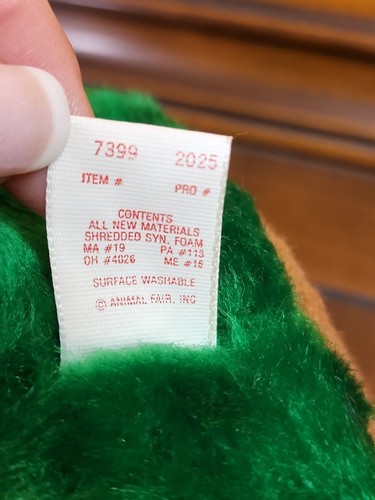 7399 2025
ITEM # PRO #
CONTENTS
ALL NEW MATERIALS
SHREDDED SYN. FOAM
MA #19 PA #113
OH #4026 ME #15
SURFACE WASHABLE
© ANIMAL FAIR, INC